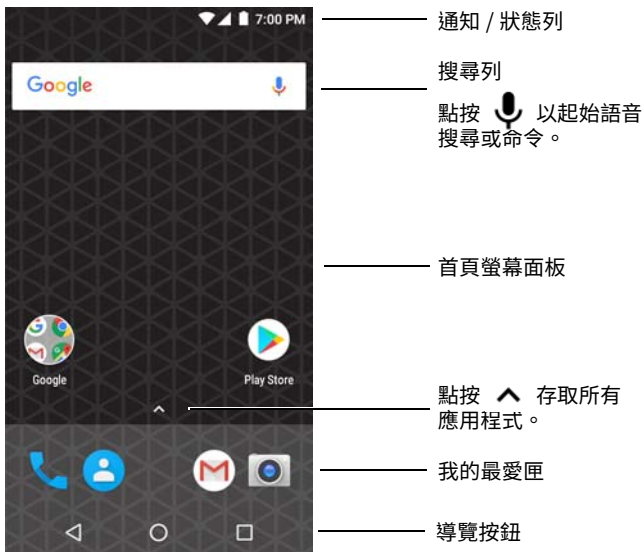 7:00 PM
通知 / 狀態列
Google
搜尋列
點按 以起始語音
搜尋或命令。
首頁螢幕面板
Google
Play Store
點按 存取所有
應用程式。
我的最愛匣
導覽按鈕